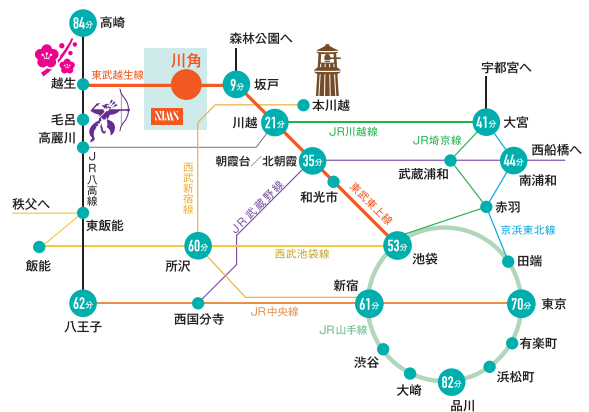 84分
高崎
森林公園へ
川角
越生
東武越生線
9分
坂戸
宇都宮へ
本川越
毛呂
高麗川
川越
21分
JR川越線
41分
大宮
JR埼京線
西船橋へ
朝霞台／北朝霞
35分
武蔵浦和
44分
南浦和
JR八高線
西武新宿線
JR武蔵野線
和光市
東武東上線
秩父へ
東飯能
赤羽
京浜東北線
飯能
60分
所沢
西武池袋線
53分
池袋
田端
新宿
62分
八王子
西国分寺
JR中央線
61分
70分
東京
JR山手線
有楽町
渋谷
大崎
82分
品川
浜松町